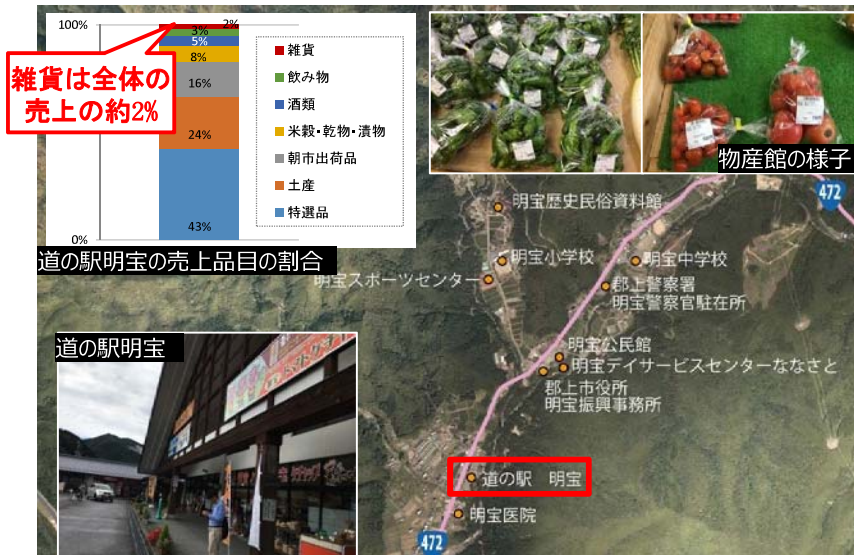 100%
2%
3%
5%
8%
16%
24%
43%
0%
雑貨は全体の
売上の約2%
雑貨
飲み物
酒類
米穀・乾物・漬物
朝市出荷品
土産
特選品
道の駅明宝の売上品目の割合
物産館の様子
472
明宝歴史民俗資料館
明宝小学校
明宝中学校
明宝スポーツセンター
郡上警察署
明宝警察官駐在所
明宝公民館
明宝デイサービスセンターななさと
郡上市役所
明宝振興事務所
道の駅明宝
道の駅 明宝
明宝医院
472